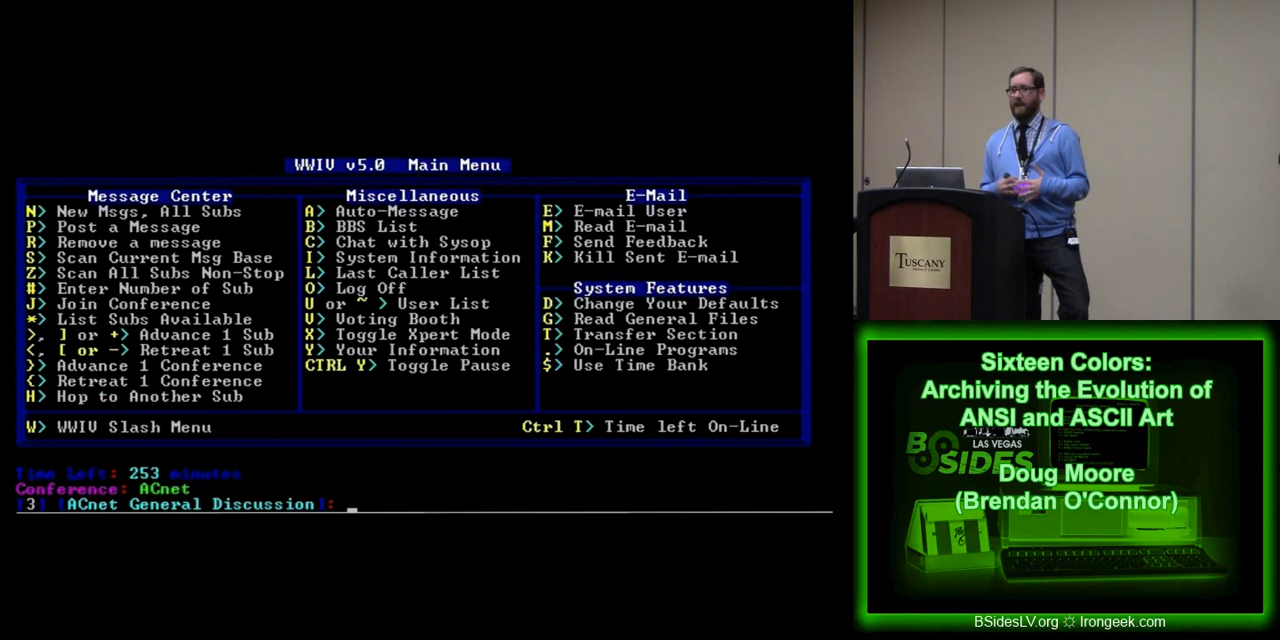 WWIV v5.0 Main Menu
Message Center
N> New Msgs, All Subs
P> Post a Message
R> Remove a message
S> Scan Current Msg Base
Z> Scan All Subs Non-Stop
#> Enter Number of Sub
J> Join Conference
*> List Subs Available
>, ] or +> Advance 1 Sub
<, [ or -> Retreat 1 Sub
}> Advance 1 Conference
{> Retreat 1 Conference
H> Hop to Another Sub
Miscellaneous
A> Auto-Message
B> BBS List
C> Chat with Sysop
I> System Information
L> Last Caller List
O> Log Off
U or ~ > User List
V> Voting Booth
X> Toggle Xpert Mode
Y> Your Information
CTRL Y> Toggle Pause
E-Mail
E> E-mail User
M> Read E-mail
F> Send Feedback
K> Kill Sent E-mail
System Features
D> Change Your Defaults
G> Read General Files
T> Transfer Section
.> On-Line Programs
$> Use Time Bank
W> WWIV Slash Menu
Ctrl T> Time left On-Line
Time Left: 253 minutes
Conference: ACnet
[3] [ACnet General Discussion]:
TUSCANY
Sixteen Colors:
Archiving the Evolution of
ANSI and ASCII Art
LAS VEGAS
BSIDES
Doug Moore
(Brendan O'Connor)
BSidesLV.org ☼ Irongeek.com